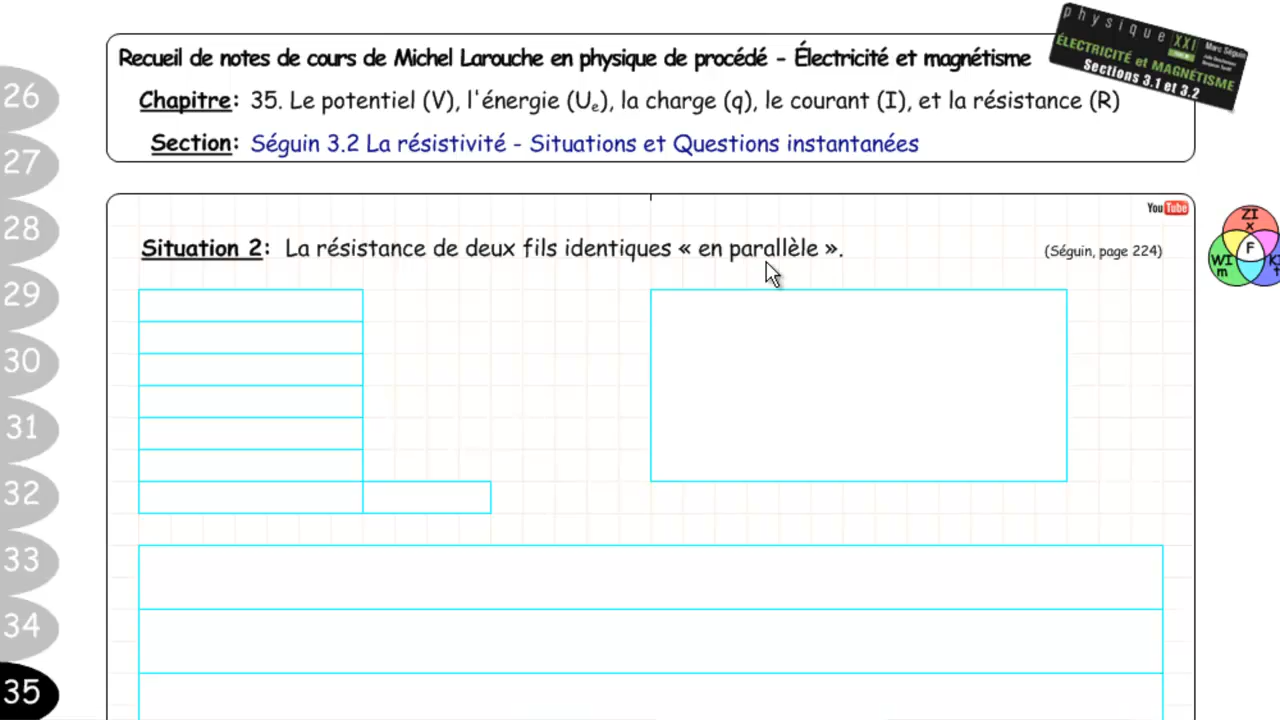 physique XXI
Marc Séguin
ÉLECTRICITÉ et MAGNÉTISME
Sections 3.1 et 3.2
Recueil de notes de cours de Michel Larouche en physique de procédé - Électricité et magnétisme
Chapitre: 35. Le potentiel (V), l'énergie (Ue), la charge (q), le courant (I), et la résistance (R)
Section: Séguin 3.2 La résistivité - Situations et Questions instantanées
YouTube
Situation 2: La résistance de deux fils identiques « en parallèle ». (Séguin, page 224)
ZI
x
F
WI
m
26
27
28
29
30
31
32
33
34
35